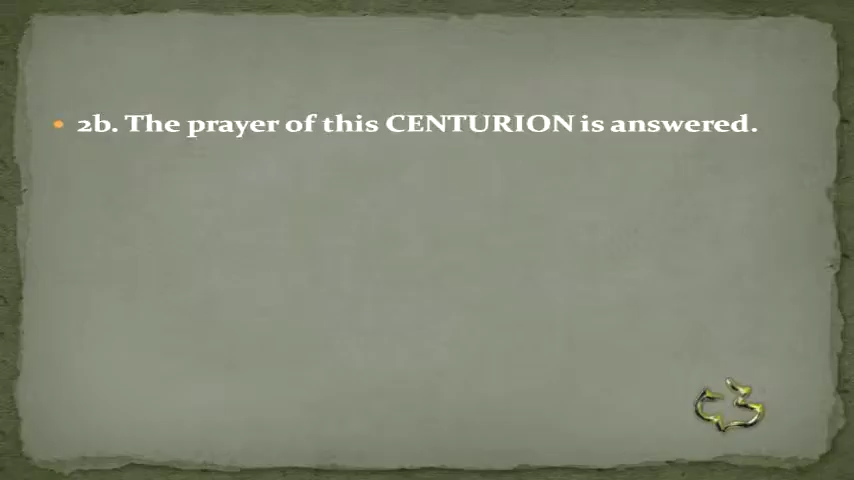 • 2b. The prayer of this CENTURION is answered.